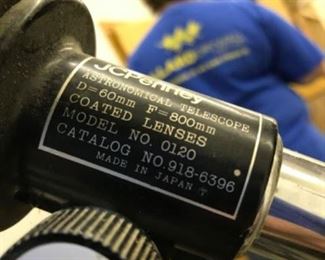 JCPenney
ASTRONOMICAL TELESCOPE
D=60mm F=800mm
COATED LENSES
MODEL NO. 0120
CATALOG NO.918-6396
MADE IN JAPAN